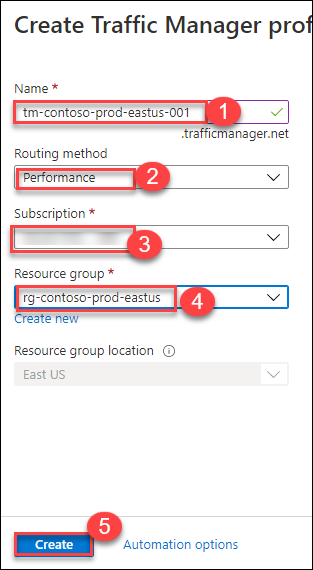 Create Traffic Manager prof
Name *
tm-contoso-prod-eastus-001
1
.trafficmanager.net
Routing method
Performance
2
Subscription *
3
Resource group *
rg-contoso-prod-eastus
4
Create new
Resource group location
East US
5
Create
Automation options